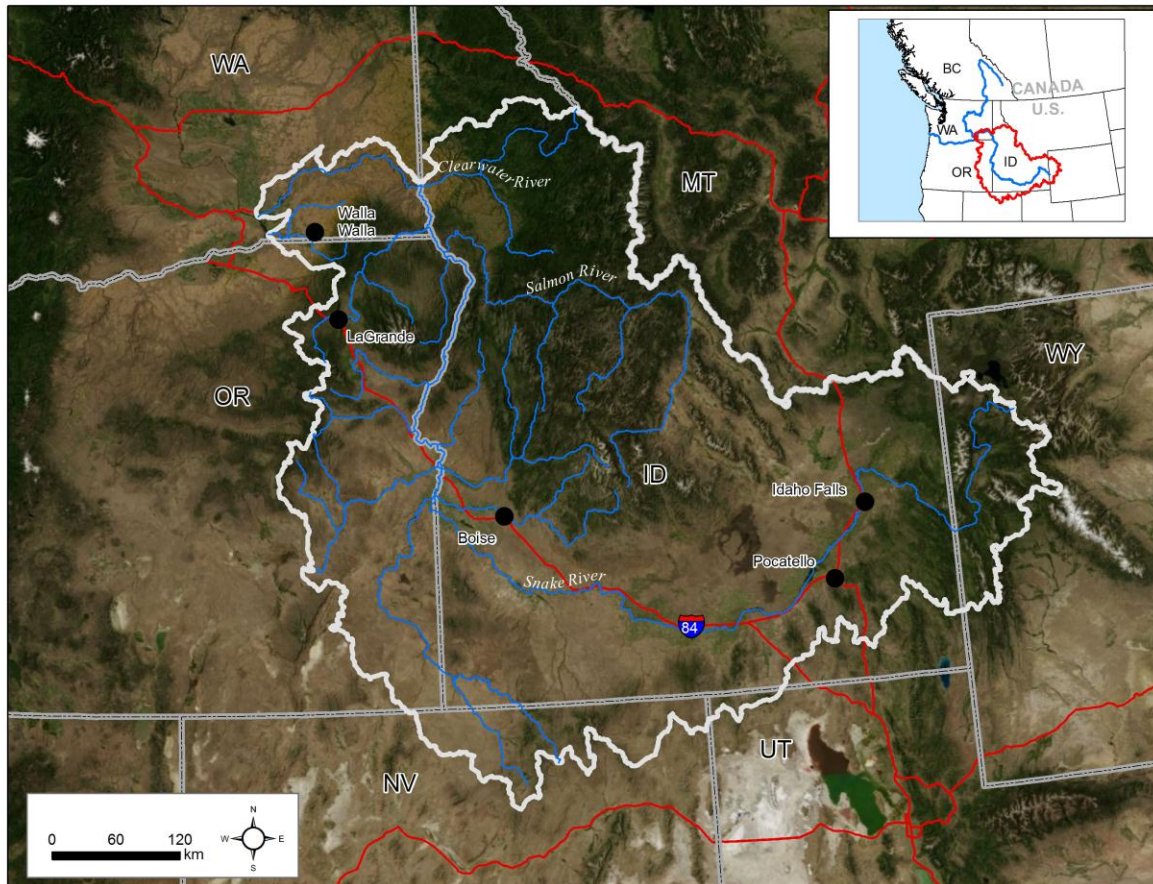 WA
MT
WY
OR
ID
NV
UT
Clearwater River
Salmon River
Snake River
Walla
Walla
LaGrande
Boise
Idaho Falls
Pocatello
84
BC
CANADA
U.S.
WA
OR
ID
0 60 120
km
N
W E
S